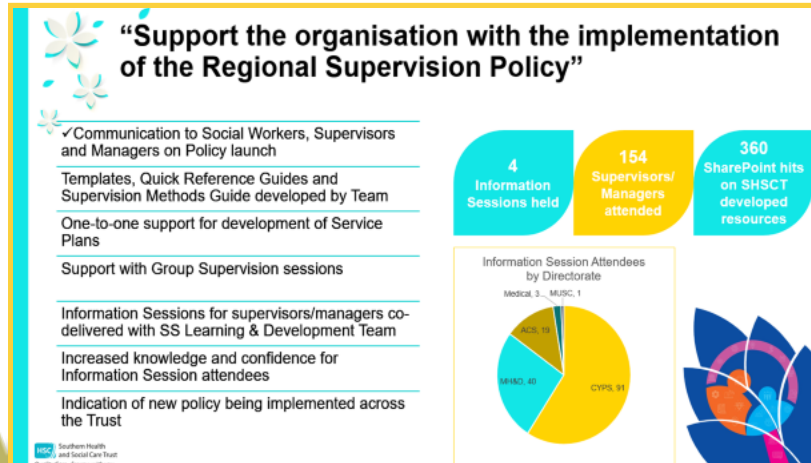 “Support the organisation with the implementation
of the Regional Supervision Policy”
✓Communication to Social Workers, Supervisors
and Managers on Policy launch
Templates, Quick Reference Guides and
Supervision Methods Guide developed by Team
One-to-one support for development of Service
Plans
Support with Group Supervision sessions
Information Sessions for supervisors/managers co-
delivered with SS Learning & Development Team
Increased knowledge and confidence for
Information Session attendees
Indication of new policy being implemented across
the Trust
4
Information
Sessions held
154
Supervisors/
Managers
attended
360
SharePoint hits
on SHSCT
developed
resources
Information Session Attendees
by Directorate
Medical, 3...
MUSC, 1
ACS, 19
MH&D, 40
CYPS, 91
HSC
Southern Health
and Social Care Trust